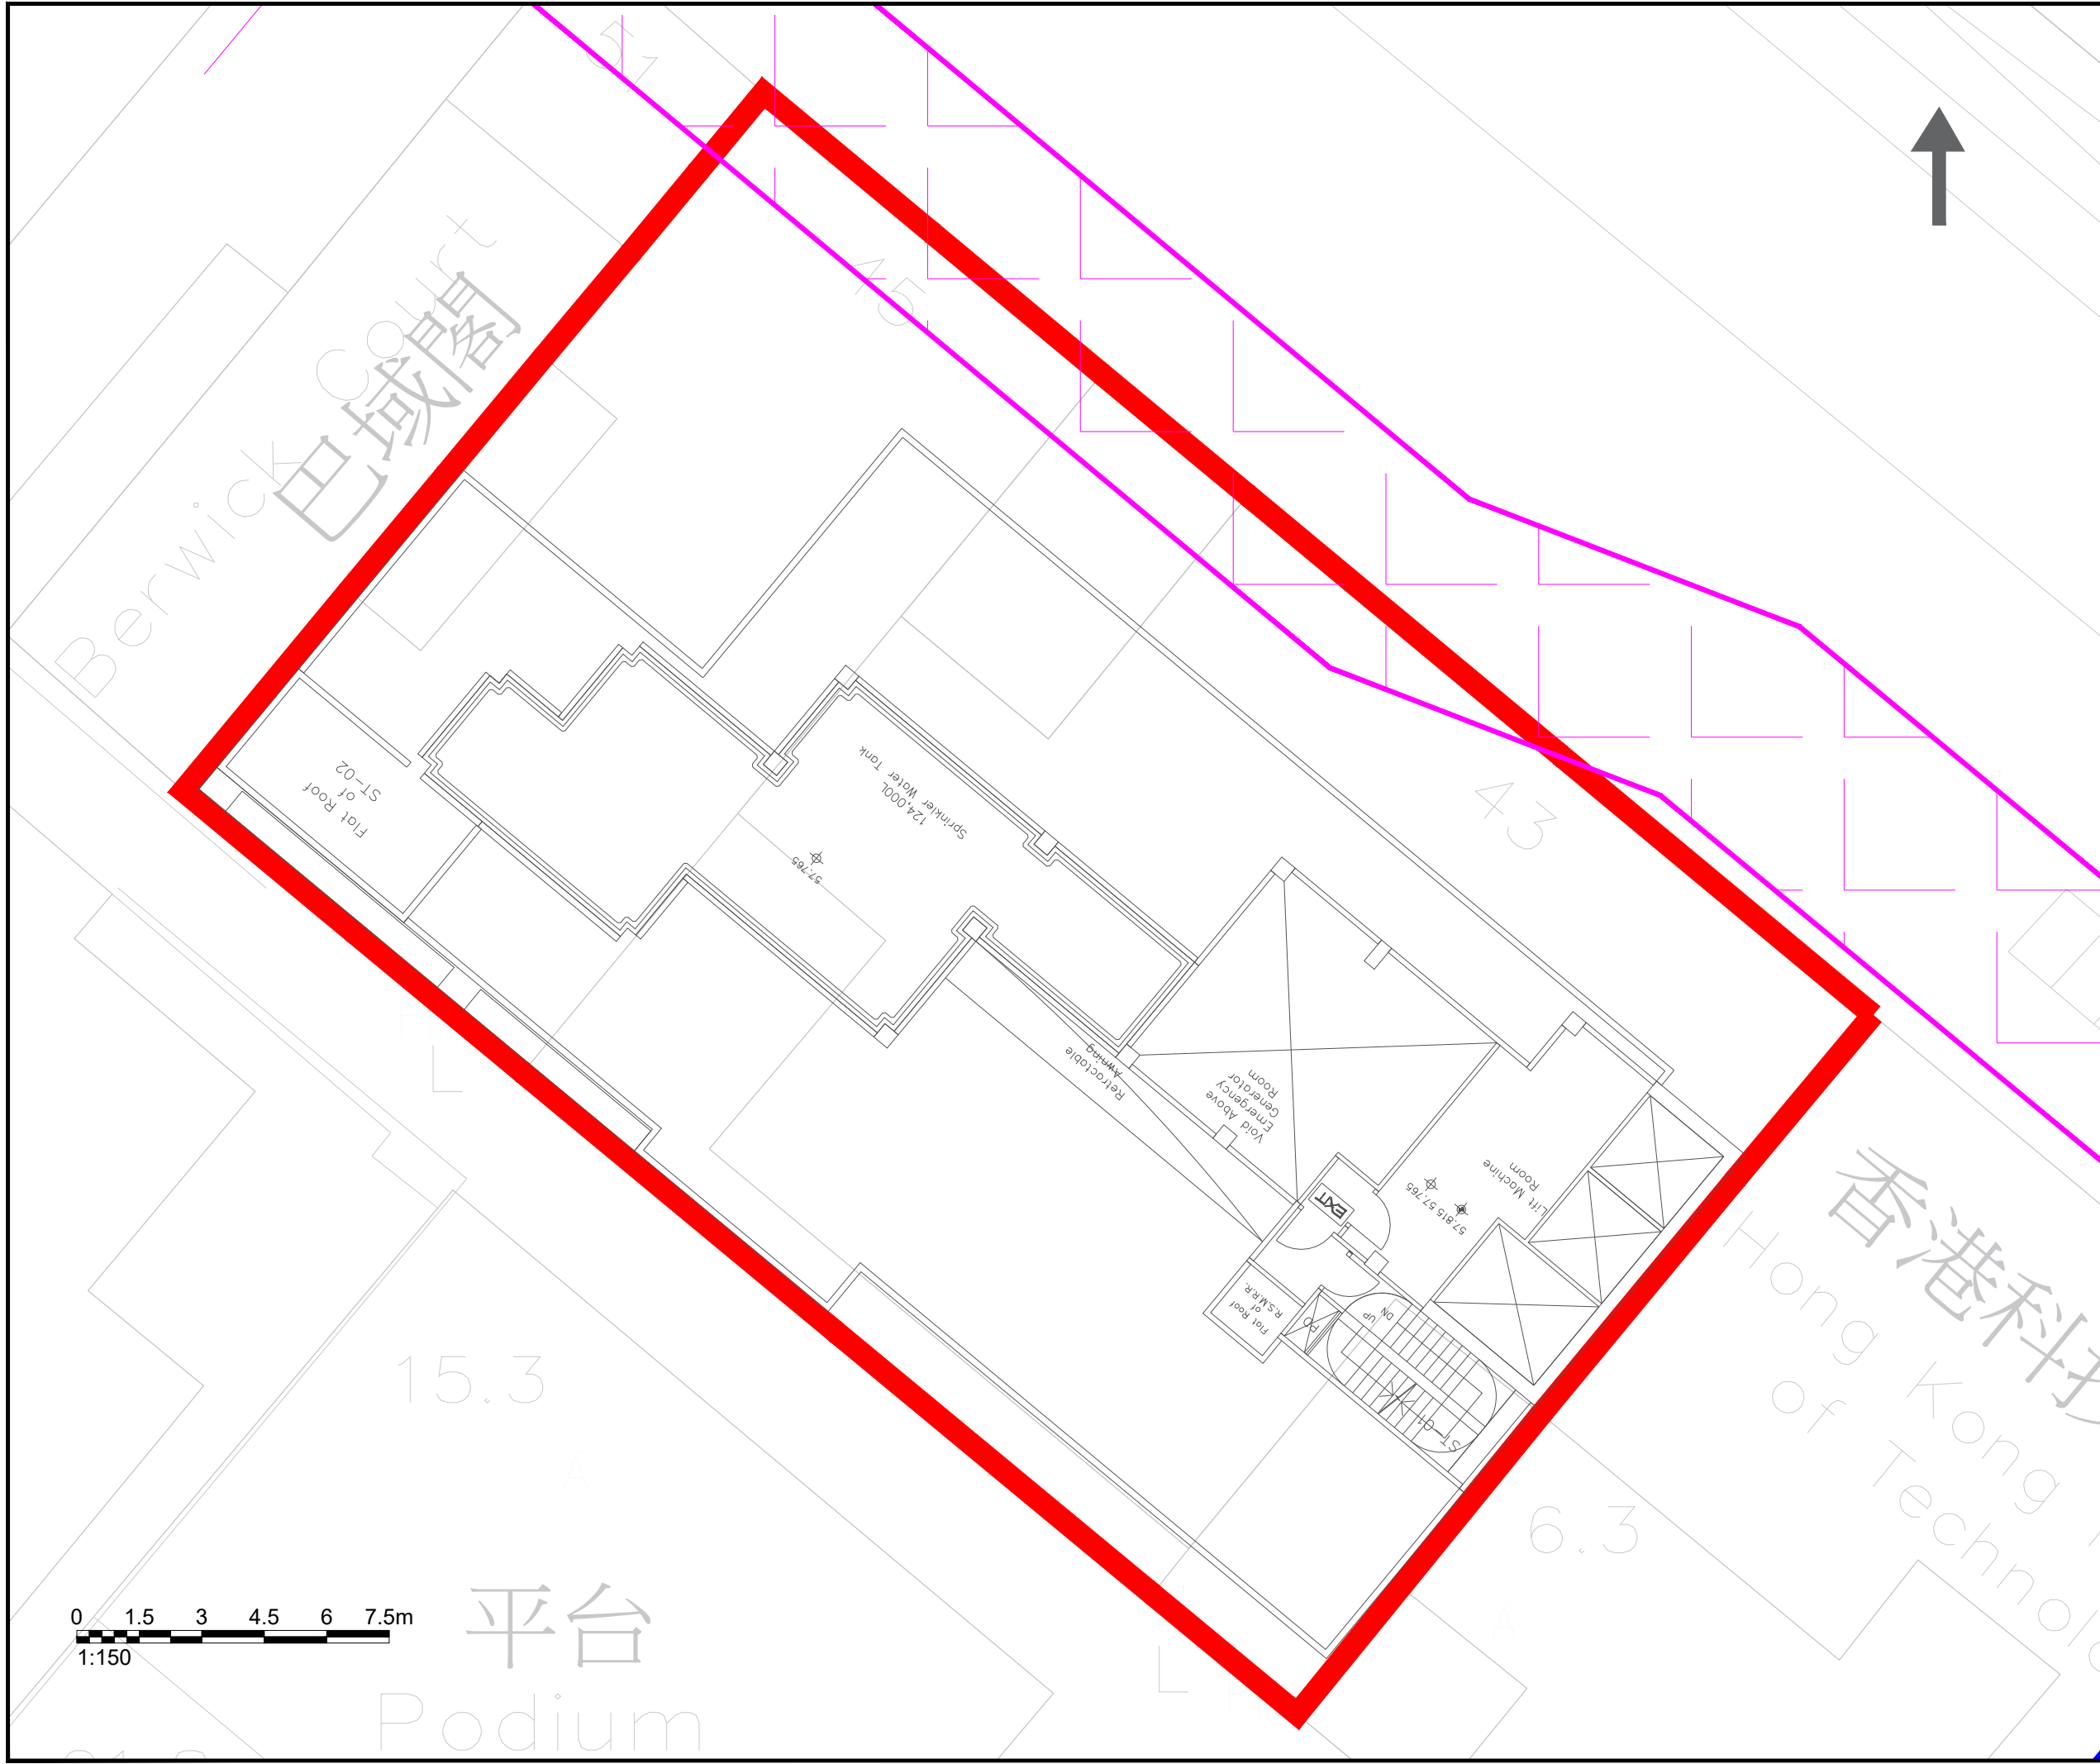 Berwick Court
巴域閣
45
43
Flat Roof
of
ST-02
124,000L
Sprinkler Water Tank
57.765
Retractable
Awning
Void Above
Emergency
Generator
Room
EXIT
57.815
57.765
Lift Machine
Room
Flat Roof
of
R.S.M.R.R.
PD
UP
DN
ST-01
香港科
Hong Kong
of Techno
15.3
6.3
平台
Podium
0 1.5 3 4.5 6 7.5m
1:150